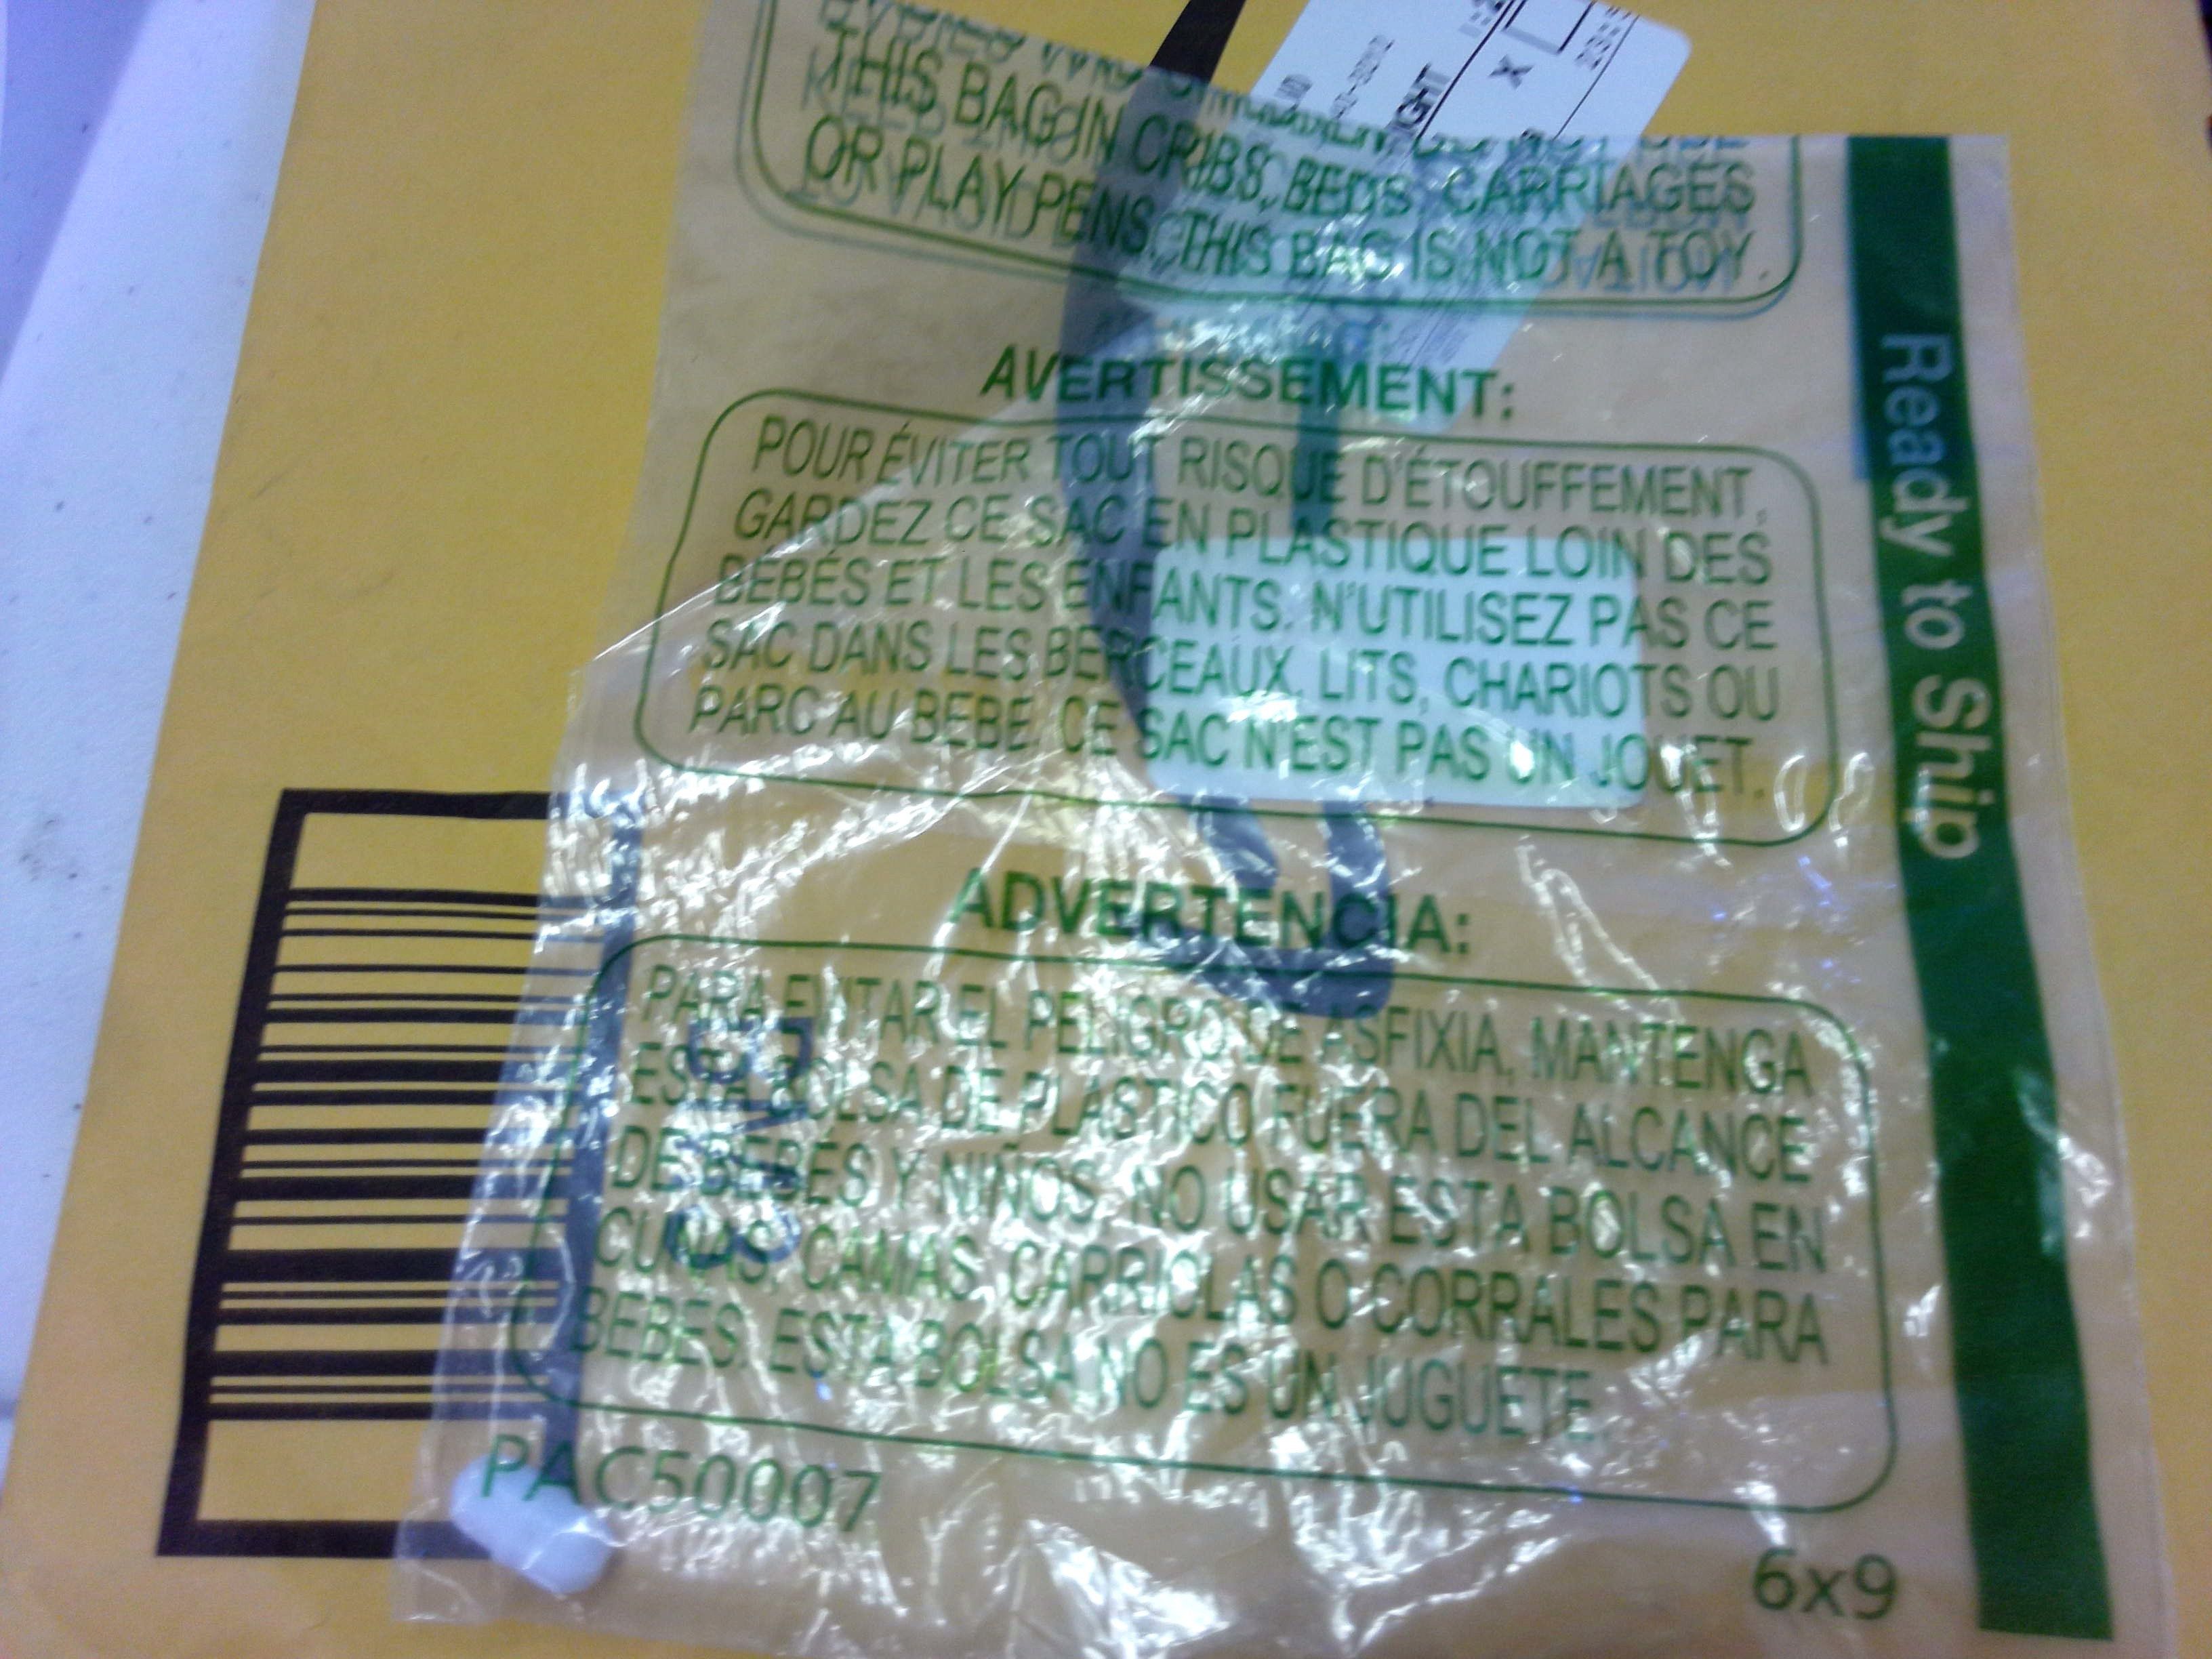 THIS BAG IN CRIBS, BEDS, CARRIAGES
OR PLAY PENS. THIS BAG IS NOT A TOY.
AVERTISSEMENT:
POUR ÉVITER TOUT RISQUE D'ÉTOUFFEMENT,
GARDEZ CE SAC EN PLASTIQUE LOIN DES
BÉBÉS ET LES ENFANTS. N'UTILISEZ PAS CE
SAC DANS LES BERCEAUX, LITS, CHARIOTS OU
PARC AU BEBE. CE SAC N'EST PAS UN JOUET.
ADVERTENCIA:
PARA EVITAR EL PELIGRO DE ASFIXIA, MANTENGA
ESTA BOLSA DE PLASTICO FUERA DEL ALCANCE
DE BEBÉS Y NIÑOS. NO USAR ESTA BOLSA EN
CUNAS, CAMAS, CARRIOLAS O CORRALES PARA
BEBES. ESTA BOLSA NO ES UN JUGUETE.
PAC50007
6x9
Ready to Ship